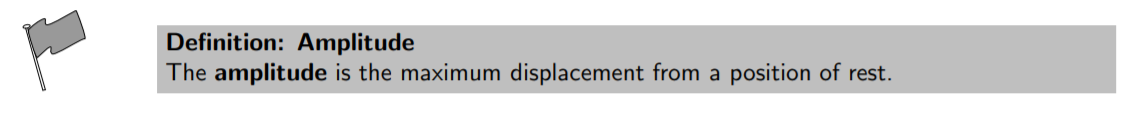 Definition: Amplitude
The amplitude is the maximum displacement from a position of rest.